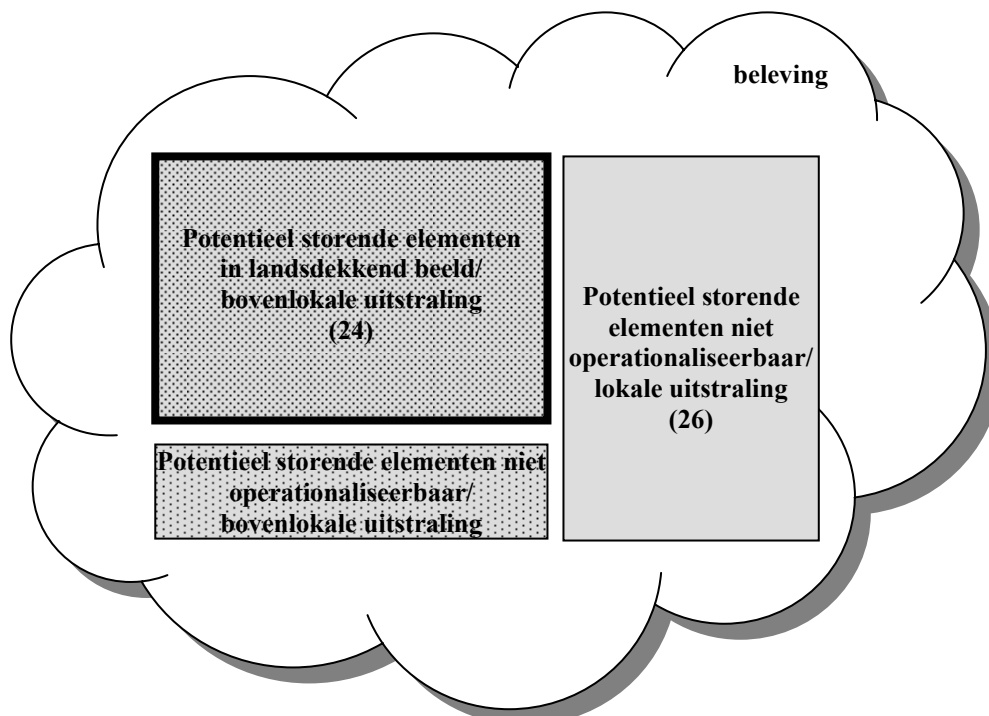 beleving
Potentieel storende elementen
in landsdekkend beeld/
bovenlokale uitstraling
(24)
Potentieel storende
elementen niet
operationaliseerbaar/
lokale uitstraling
(26)
Potentieel storende elementen niet
operationaliseerbaar/
bovenlokale uitstraling